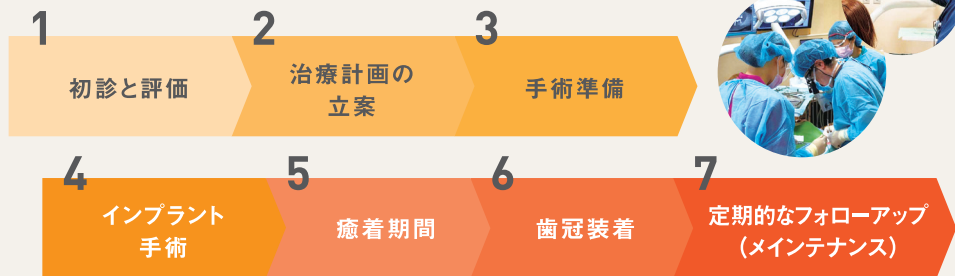 1
初診と評価
2
治療計画の
立案
3
手術準備
4
インプラント
手術
5
癒着期間
6
歯冠装着
7
定期的なフォローアップ
（メインテナンス）